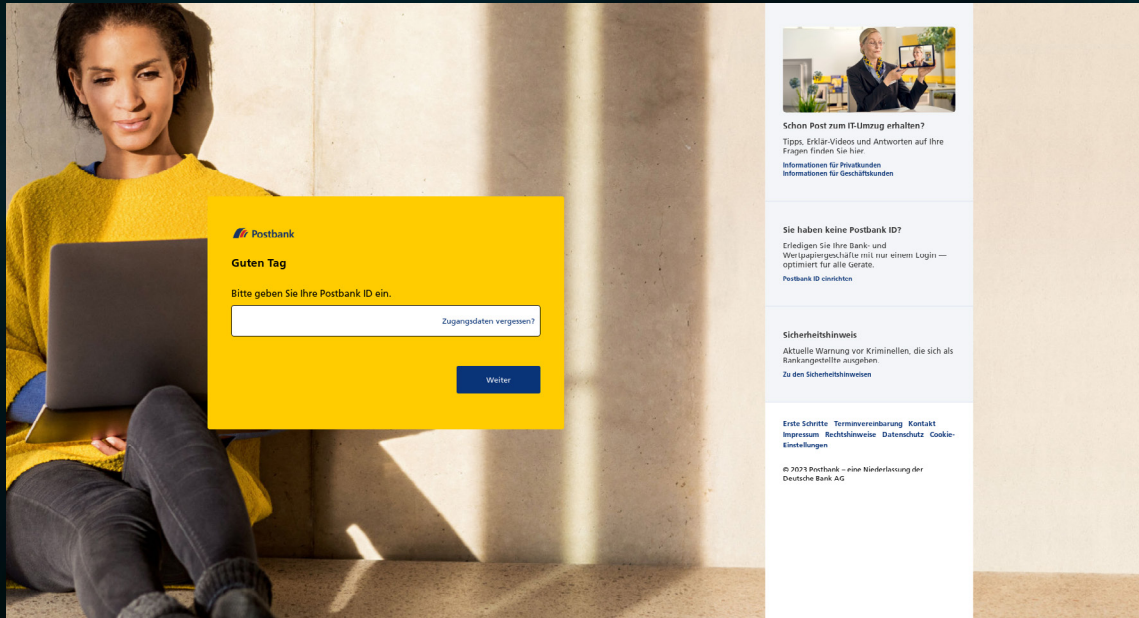 Postbank
Guten Tag
Bitte geben Sie Ihre Postbank ID ein.
Zugangsdaten vergessen?
Weiter
Schon Post zum IT-Umzug erhalten?
Tipps, Erklär-Videos und Antworten auf Ihre
Fragen finden Sie hier.
Informationen für Privatkunden
Informationen für Geschäftskunden
Sie haben keine Postbank ID?
Erledigen Sie Ihre Bank- und
Wertpapiergeschäfte mit nur einem Login —
optimiert für alle Geräte.
Postbank ID einrichten
Sicherheitshinweis
Aktuelle Warnung vor Kriminellen, die sich als
Bankangestellte ausgeben.
Zu den Sicherheitshinweisen
Erste Schritte Terminvereinbarung Kontakt
Impressum Rechtshinweise Datenschutz Cookie-
Einstellungen
© 2023 Postbank – eine Niederlassung der
Deutsche Bank AG